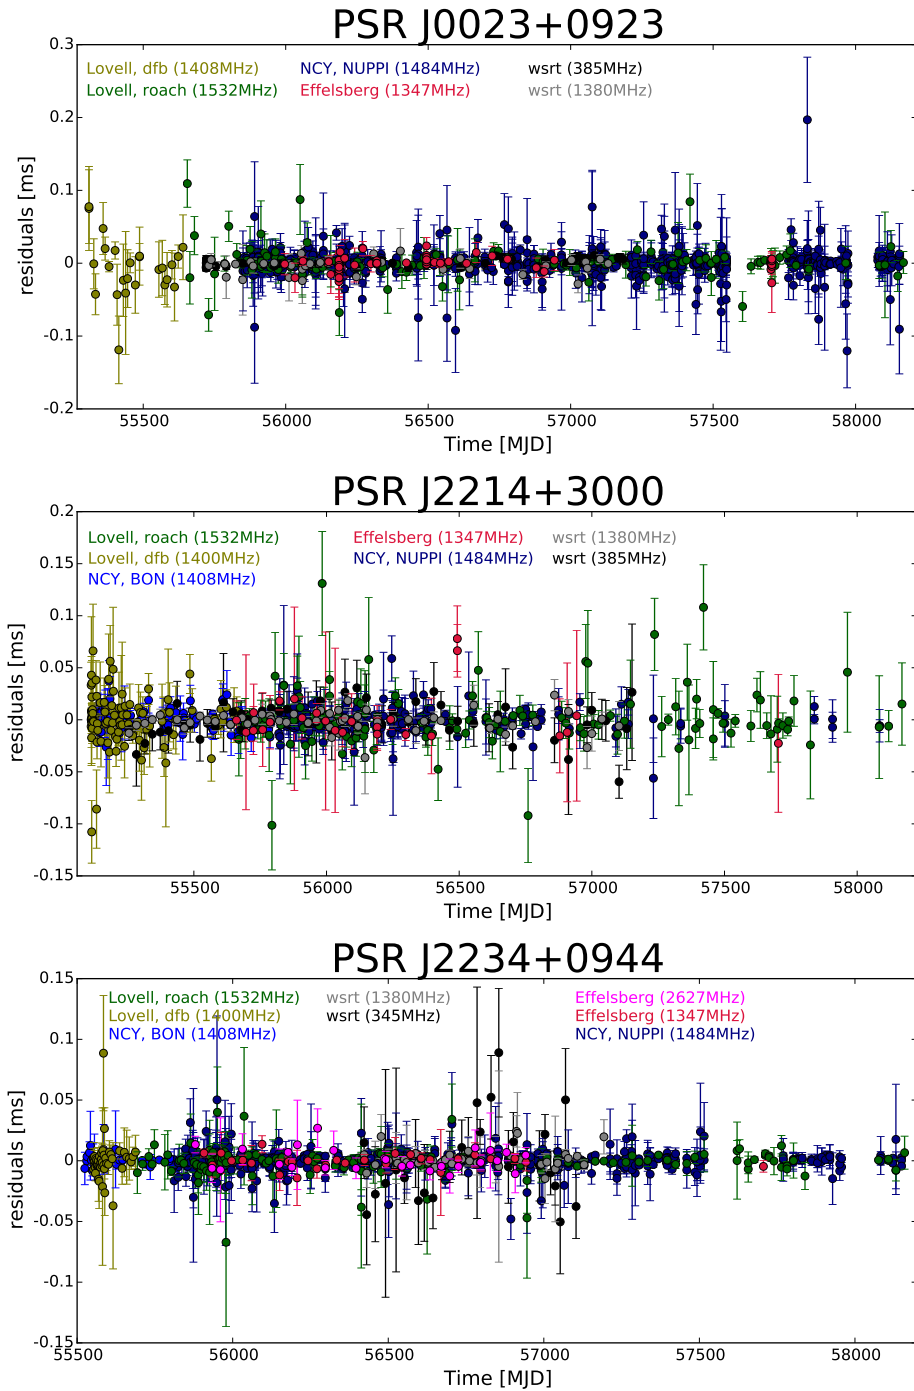 PSR J0023+0923
0.3
Lovell, dfb (1408MHz) NCY, NUPPI (1484MHz) wsrt (385MHz)
Lovell, roach (1532MHz) Effelsberg (1347MHz) wsrt (1380MHz)
0.2
0.1
0
-0.1
-0.2
residuals [ms]
55500 56000 56500 57000 57500 58000
Time [MJD]
PSR J2214+3000
0.2
Lovell, roach (1532MHz) Effelsberg (1347MHz) wsrt (1380MHz)
Lovell, dfb (1400MHz) NCY, NUPPI (1484MHz) wsrt (385MHz)
NCY, BON (1408MHz)
0.15
0.1
0.05
0
-0.05
-0.1
-0.15
residuals [ms]
55500 56000 56500 57000 57500 58000
Time [MJD]
PSR J2234+0944
0.15
Lovell, roach (1532MHz) wsrt (1380MHz) Effelsberg (2627MHz)
Lovell, dfb (1400MHz) wsrt (345MHz) Effelsberg (1347MHz)
NCY, BON (1408MHz) NCY, NUPPI (1484MHz)
0.1
0.05
0
-0.05
-0.1
-0.15
residuals [ms]
55500 56000 56500 57000 57500 58000
Time [MJD]